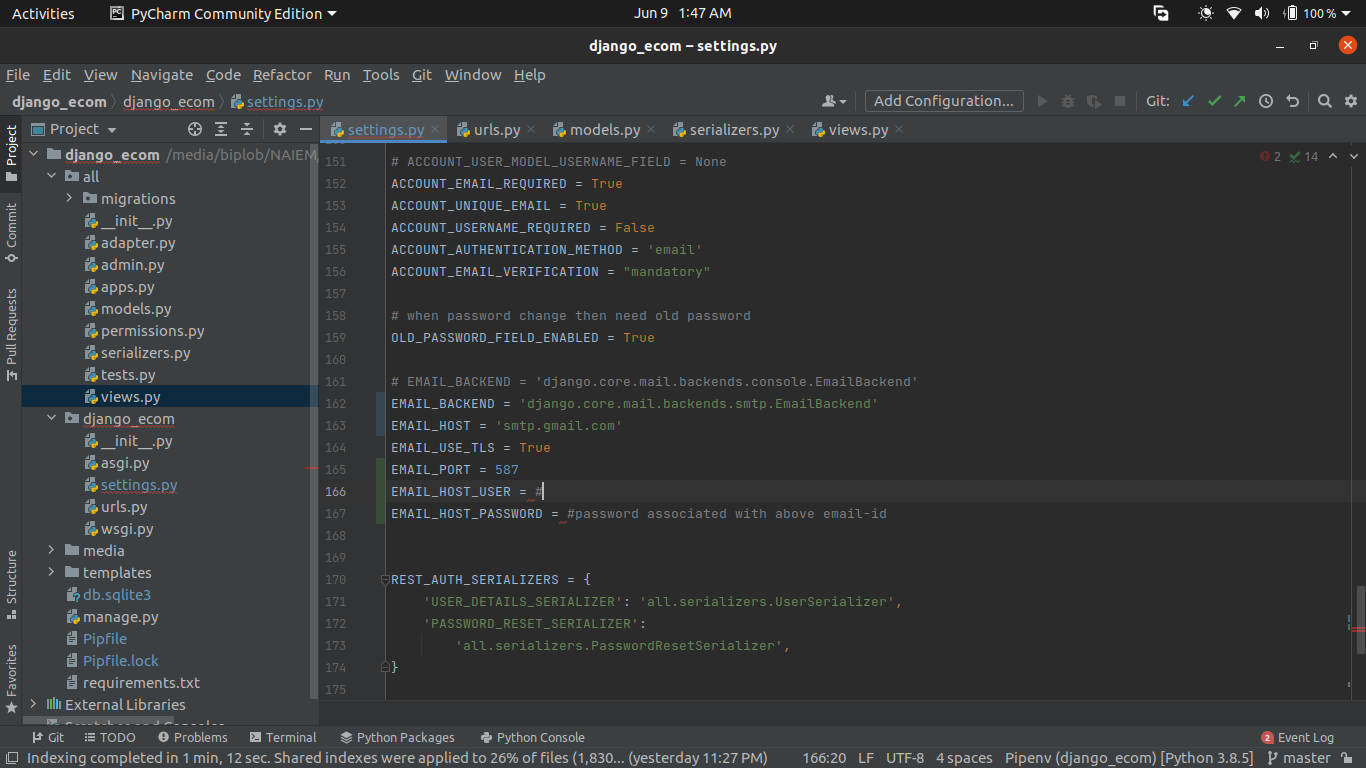 Activities PyCharm Community Edition Jun 9 1:47 AM 100 %
django_ecom – settings.py
File Edit View Navigate Code Refactor Run Tools Git Window Help
django_ecom django_ecom settings.py Add Configuration... Git:
Project
settings.py urls.py models.py serializers.py views.py
Project
Commit
Pull Requests
Structure
Favorites
django_ecom /media/biplob/NAIEM/
all
migrations
__init__.py
adapter.py
admin.py
apps.py
models.py
permissions.py
serializers.py
tests.py
views.py
django_ecom
__init__.py
asgi.py
settings.py
urls.py
wsgi.py
media
templates
db.sqlite3
manage.py
Pipfile
Pipfile.lock
requirements.txt
External Libraries
Scratches and Consoles
2 14
151 # ACCOUNT_USER_MODEL_USERNAME_FIELD = None
152 ACCOUNT_EMAIL_REQUIRED = True
153 ACCOUNT_UNIQUE_EMAIL = True
154 ACCOUNT_USERNAME_REQUIRED = False
155 ACCOUNT_AUTHENTICATION_METHOD = 'email'
156 ACCOUNT_EMAIL_VERIFICATION = "mandatory"
157
158 # when password change then need old password
159 OLD_PASSWORD_FIELD_ENABLED = True
160
161 # EMAIL_BACKEND = 'django.core.mail.backends.console.EmailBackend'
162 EMAIL_BACKEND = 'django.core.mail.backends.smtp.EmailBackend'
163 EMAIL_HOST = 'smtp.gmail.com'
164 EMAIL_USE_TLS = True
165 EMAIL_PORT = 587
166 EMAIL_HOST_USER = #
167 EMAIL_HOST_PASSWORD = #password associated with above email-id
168
169
170 REST_AUTH_SERIALIZERS = {
171 'USER_DETAILS_SERIALIZER': 'all.serializers.UserSerializer',
172 'PASSWORD_RESET_SERIALIZER':
173 'all.serializers.PasswordResetSerializer',
174 }
175
Git TODO Problems Terminal Python Packages Python Console 2 Event Log
Indexing completed in 1 min, 12 sec. Shared indexes were applied to 26% of files (1,830... (yesterday 11:27 PM) 166:20 LF UTF-8 4 spaces Pipenv (django_ecom) [Python 3.8.5] master